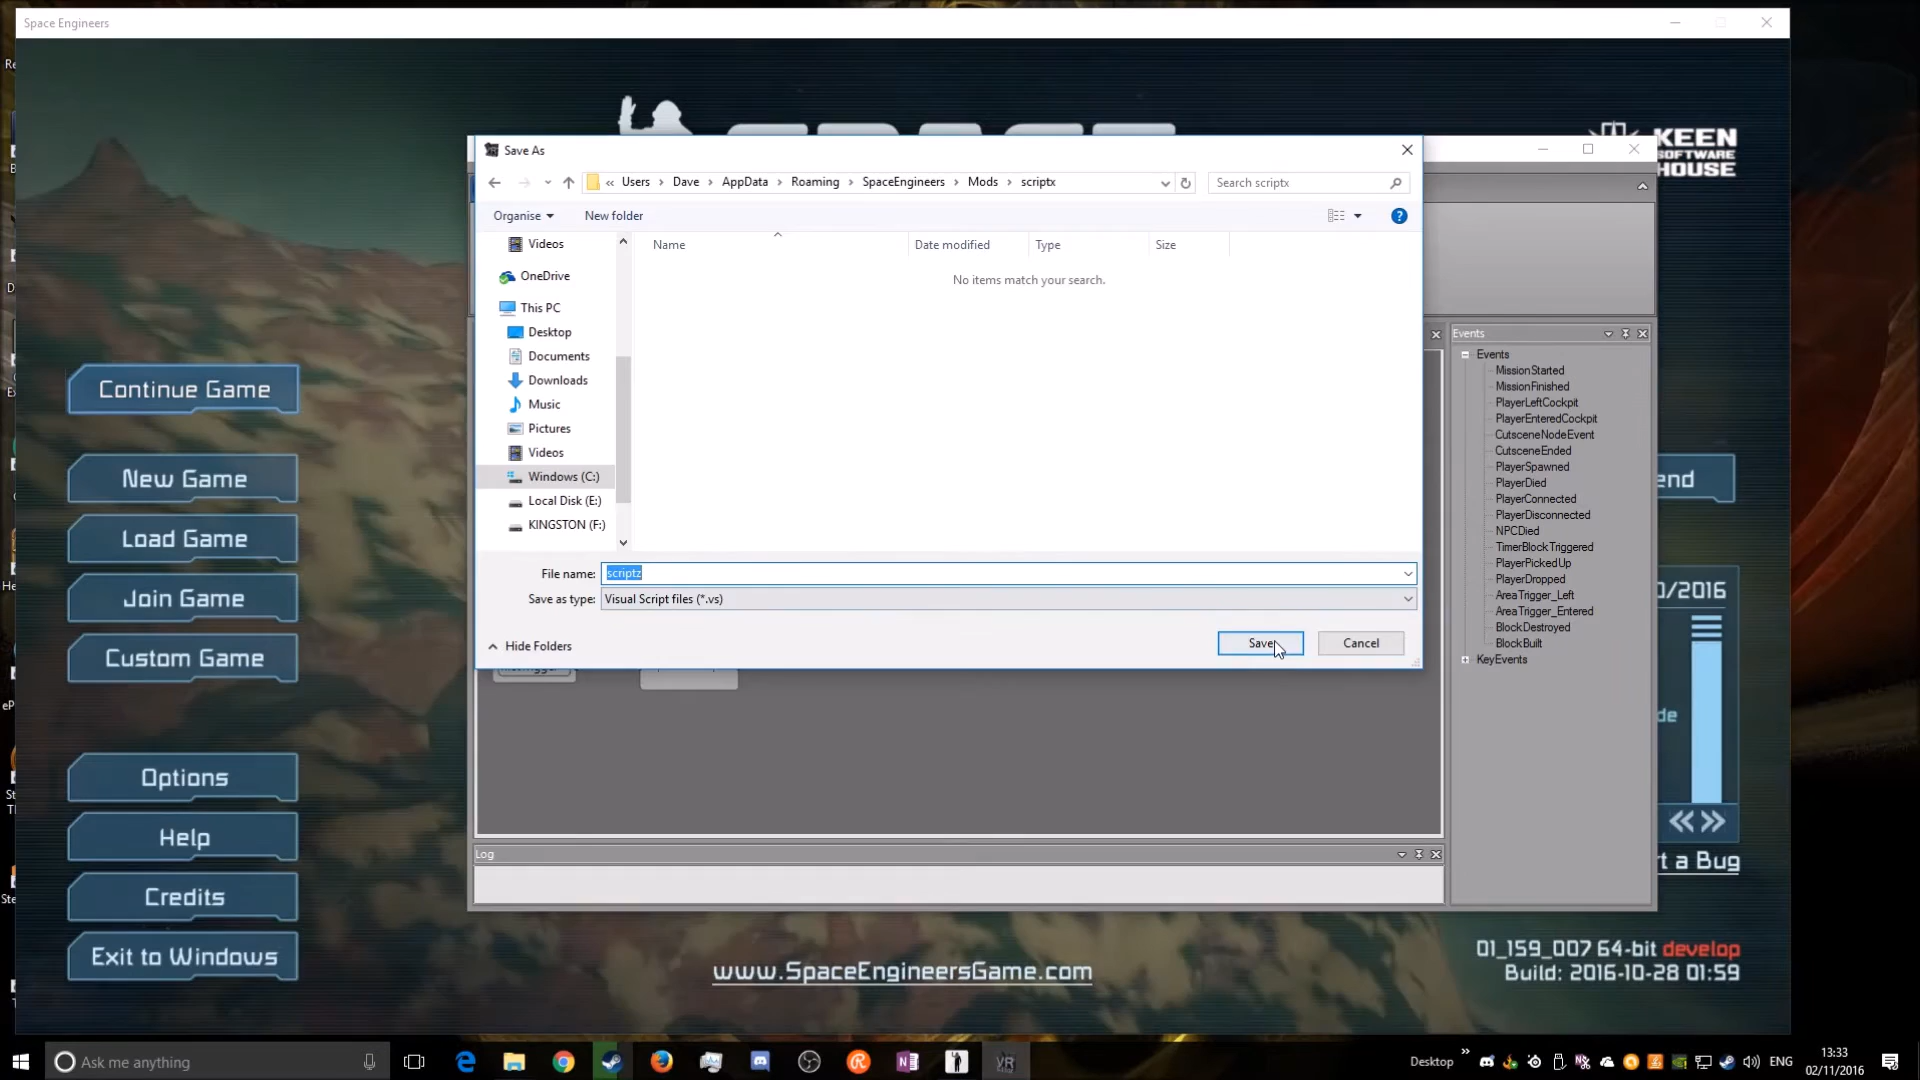 Space Engineers
KEEN
SOFTWARE
HOUSE
Save As
« Users > Dave > AppData > Roaming > SpaceEngineers > Mods > scriptx
Search scriptx
Organise
New folder
Videos
OneDrive
This PC
Desktop
Documents
Downloads
Music
Pictures
Videos
Windows (C:)
Local Disk (E:)
KINGSTON (F:)
Name
Date modified
Type
Size
No items match your search.
File name: scriptz
Save as type: Visual Script files (*.vs)
Hide Folders
Save
Cancel
Events
Events
MissionStarted
MissionFinished
PlayerLeftCockpit
PlayerEnteredCockpit
CutsceneNodeEvent
CutsceneEnded
PlayerSpawned
PlayerDied
PlayerConnected
PlayerDisconnected
NPCDied
TimerBlockTriggered
PlayerPickedUp
PlayerDropped
AreaTrigger_Left
AreaTrigger_Entered
BlockDestroyed
BlockBuilt
KeyEvents
Log
Continue Game
New Game
Load Game
Join Game
Custom Game
Options
Help
Credits
Exit to Windows
end
0/2016
de
t a Bug
www.SpaceEngineersGame.com
01_159_007 64-bit develop
Build: 2016-10-28 01:59
Ask me anything
Desktop
ENG
13:33
02/11/2016